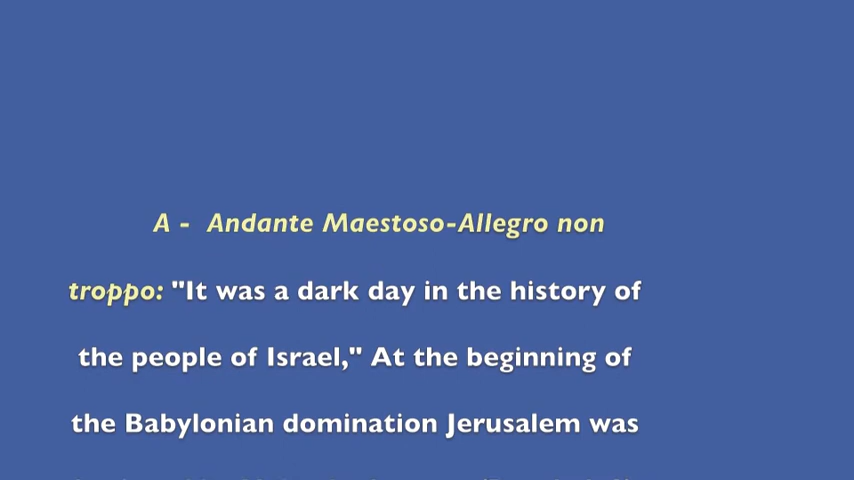 A - Andante Maestoso-Allegro non
troppo: "It was a dark day in the history of
the people of Israel," At the beginning of
the Babylonian domination Jerusalem was